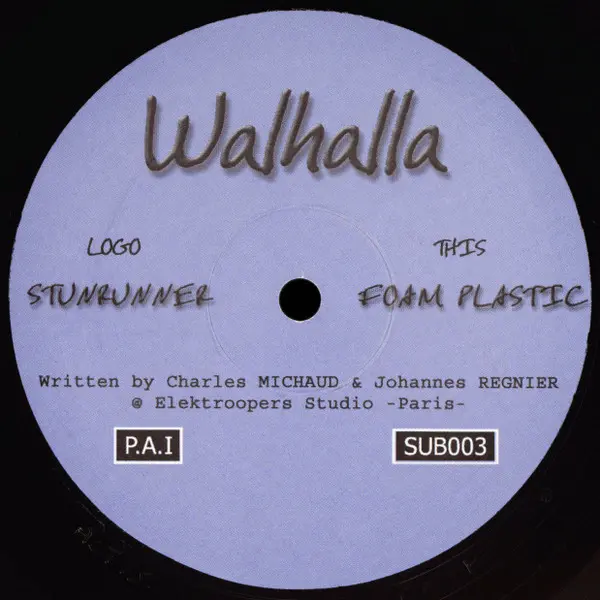 Walhalla
LOGO THIS
STUNRUNNER FOAM PLASTIC
Written by Charles MICHAUD & Johannes REGNIER
@ Elektroopers Studio -Paris-
P.A.I SUB003